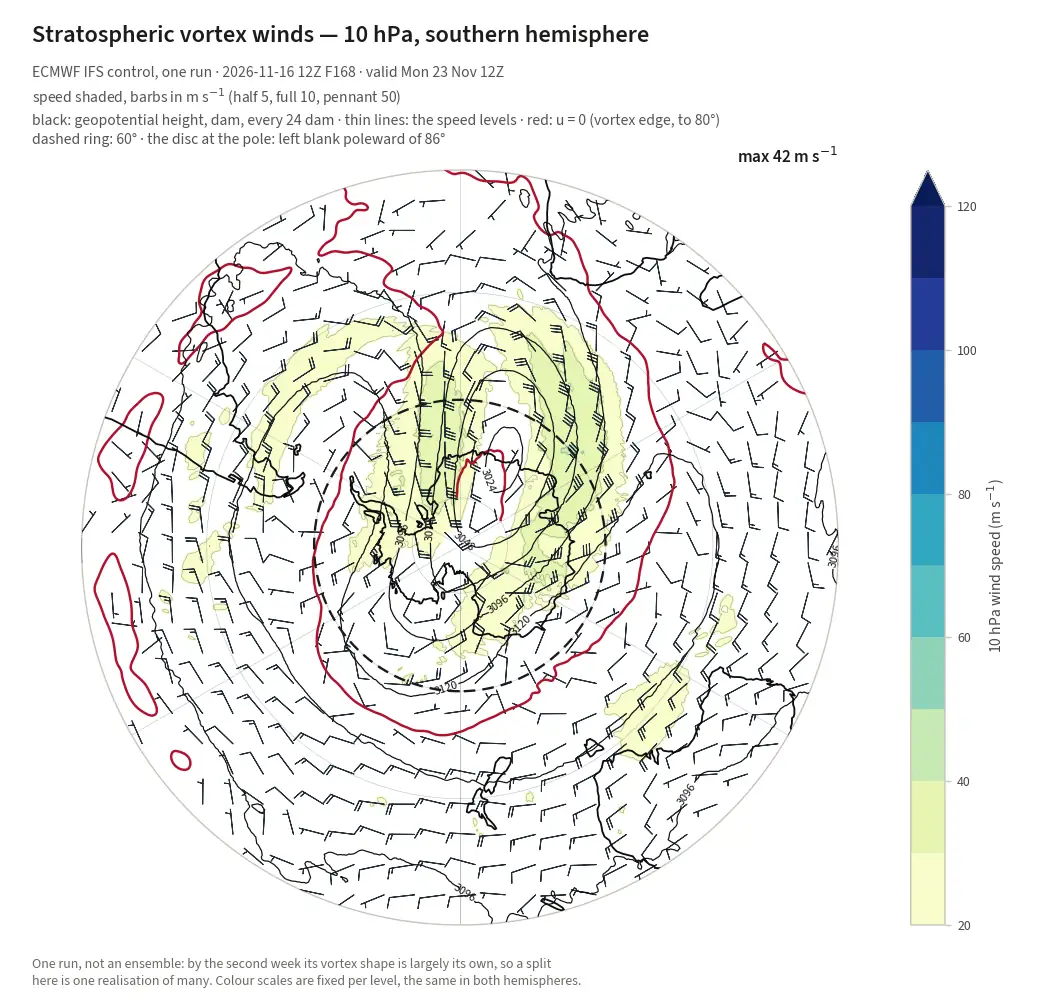 Stratospheric vortex winds — 10 hPa, southern hemisphere
ECMWF IFS control, one run · 2026-11-16 12Z F168 · valid Mon 23 Nov 12Z
speed shaded, barbs in m s⁻¹ (half 5, full 10, pennant 50)
black: geopotential height, dam, every 24 dam · thin lines: the speed levels · red: u = 0 (vortex edge, to 80°)
dashed ring: 60° · the disc at the pole: left blank poleward of 86°
max 42 m s⁻¹
120
100
80
60
40
20
10 hPa wind speed (m s⁻¹)
3024
3096
3120
3120
3096
3096
3096
One run, not an ensemble: by the second week its vortex shape is largely its own, so a split
here is one realisation of many. Colour scales are fixed per level, the same in both hemispheres.